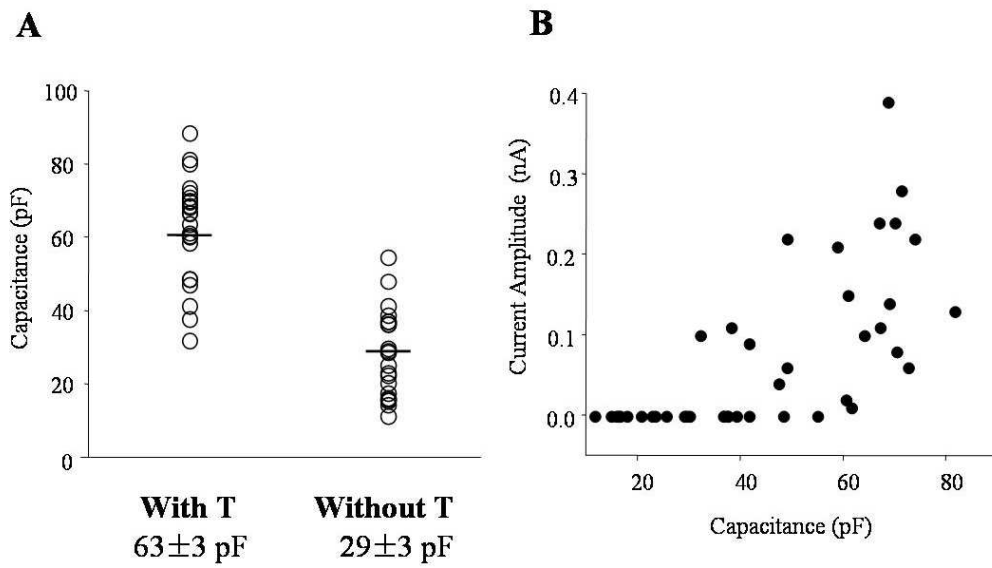 A
Capacitance (pF)
100
80
60
40
20
0
With T
63±3 pF
Without T
29±3 pF
B
Current Amplitude (nA)
0.4
0.3
0.2
0.1
0.0
20
40
60
80
Capacitance (pF)